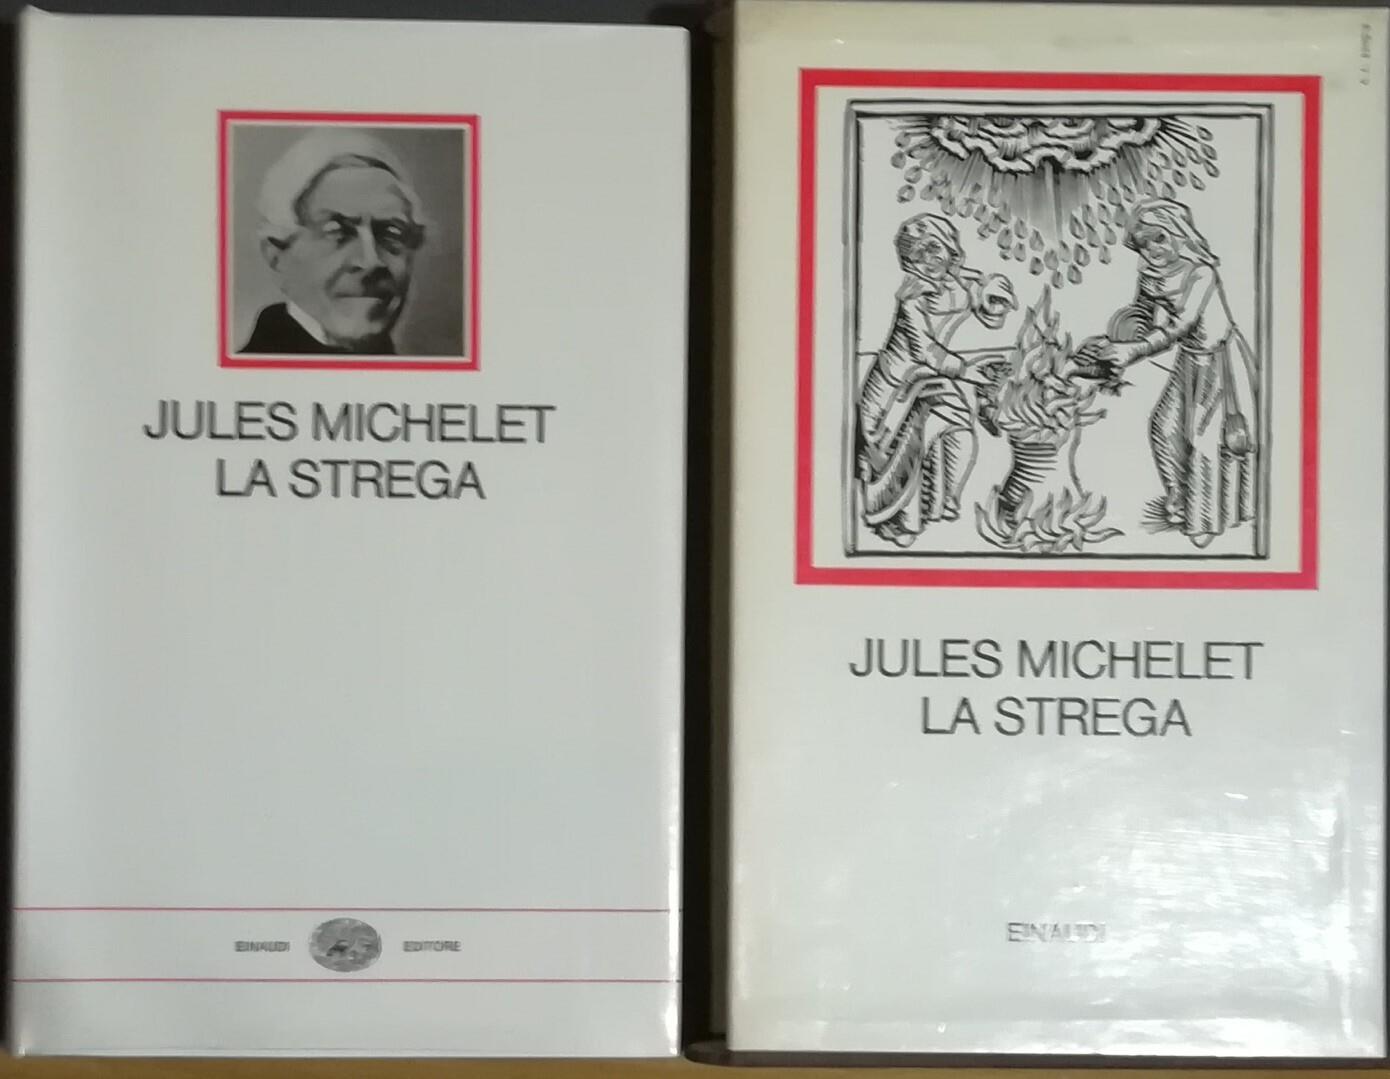 JULES MICHELET
LA STREGA
EINAUDI EDITORE
JULES MICHELET
LA STREGA
EINAUDI